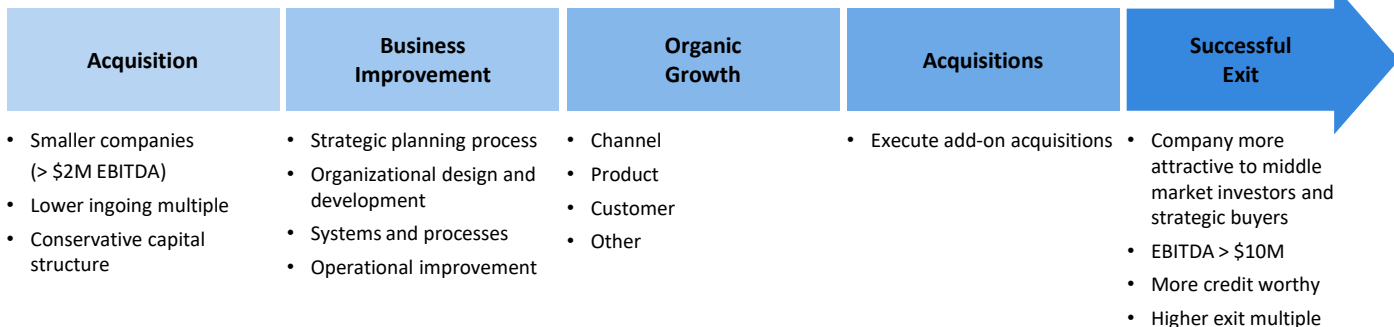 Acquisition
Business
Improvement
Organic
Growth
Acquisitions
Successful
Exit
• Smaller companies
(> $2M EBITDA)
• Lower ingoing multiple
• Conservative capital
structure
• Strategic planning process
• Organizational design and
development
• Systems and processes
• Operational improvement
• Channel
• Product
• Customer
• Other
• Execute add-on acquisitions
• Company more
attractive to middle
market investors and
strategic buyers
• EBITDA > $10M
• More credit worthy
• Higher exit multiple